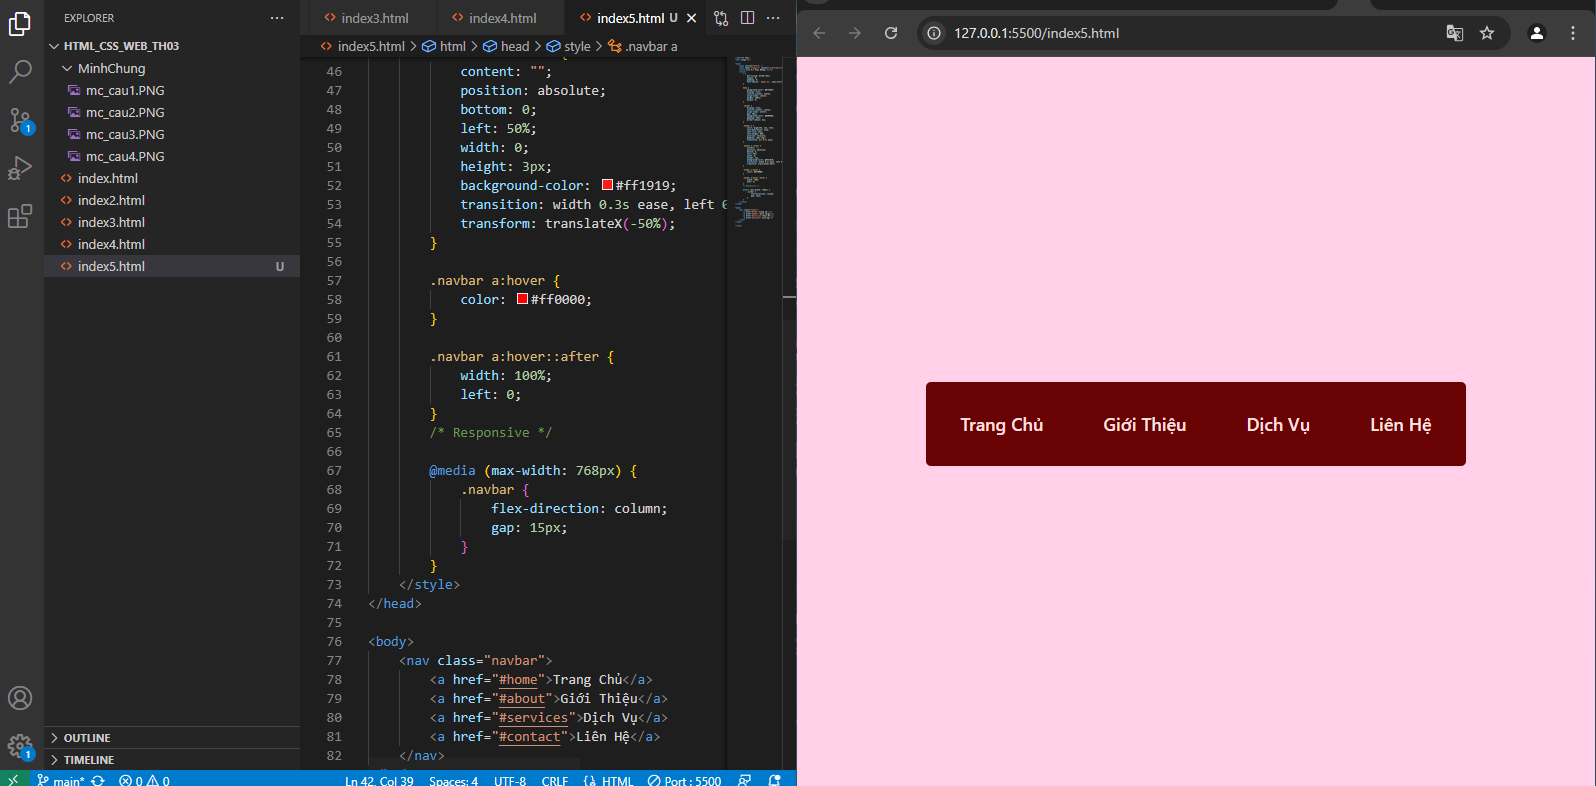 EXPLORER
HTML_CSS_WEB_TH03
MinhChung
mc_cau1.PNG
mc_cau2.PNG
mc_cau3.PNG
mc_cau4.PNG
index.html
index2.html
index3.html
index4.html
index5.html U
OUTLINE
TIMELINE
index3.html index4.html index5.html U
index5.html > html > head > style > .navbar a
46 {
47 content: "";
48 position: absolute;
48 bottom: 0;
49 left: 50%;
50 width: 0;
51 height: 3px;
52 background-color: #ff1919;
53 transition: width 0.3s ease, left 0
54 transform: translateX(-50%);
55 }
56
57 .navbar a:hover {
58 color: #ff0000;
59 }
60
61 .navbar a:hover::after {
62 width: 100%;
63 left: 0;
64 }
65 /* Responsive */
66
67 @media (max-width: 768px) {
68 .navbar {
69 flex-direction: column;
70 gap: 15px;
71 }
72 }
73 </style>
74 </head>
75
76 <body>
77 <nav class="navbar">
78 <a href="#home">Trang Chủ</a>
79 <a href="#about">Giới Thiệu</a>
80 <a href="#services">Dịch Vụ</a>
81 <a href="#contact">Liên Hệ</a>
82 </nav>
1
1
main* 0 0 Ln 42, Col 39 Spaces: 4 UTF-8 CRLF HTML Port : 5500
127.0.0.1:5500/index5.html
Trang Chủ Giới Thiệu Dịch Vụ Liên Hệ